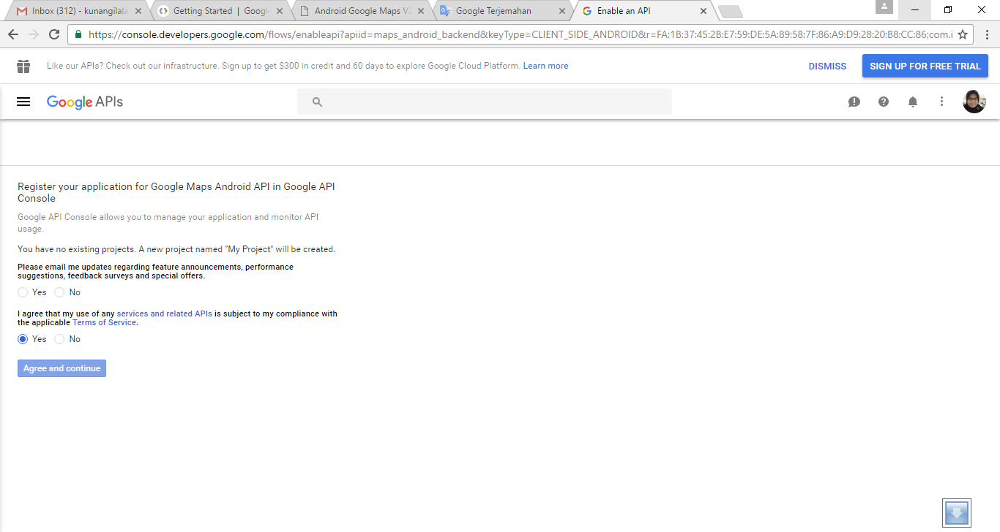 Inbox (312) - kunangilala
Getting Started | Google
Android Google Maps V2
Google Terjemahan
Enable an API
https://console.developers.google.com/flows/enableapi?apiid=maps_android_backend&keyType=CLIENT_SIDE_ANDROID&r=FA:1B:37:45:2B:E7:59:DE:5A:89:58:7F:86:A9:D9:28:20:B8:CC:86;com.i
Like our APIs? Check out our infrastructure. Sign up to get $300 in credit and 60 days to explore Google Cloud Platform. Learn more
DISMISS
SIGN UP FOR FREE TRIAL
Google APIs
Register your application for Google Maps Android API in Google API
Console
Google API Console allows you to manage your application and monitor API
usage.
You have no existing projects. A new project named "My Project" will be created.
Please email me updates regarding feature announcements, performance
suggestions, feedback surveys and special offers.
Yes No
I agree that my use of any services and related APIs is subject to my compliance with
the applicable Terms of Service.
Yes No
Agree and continue